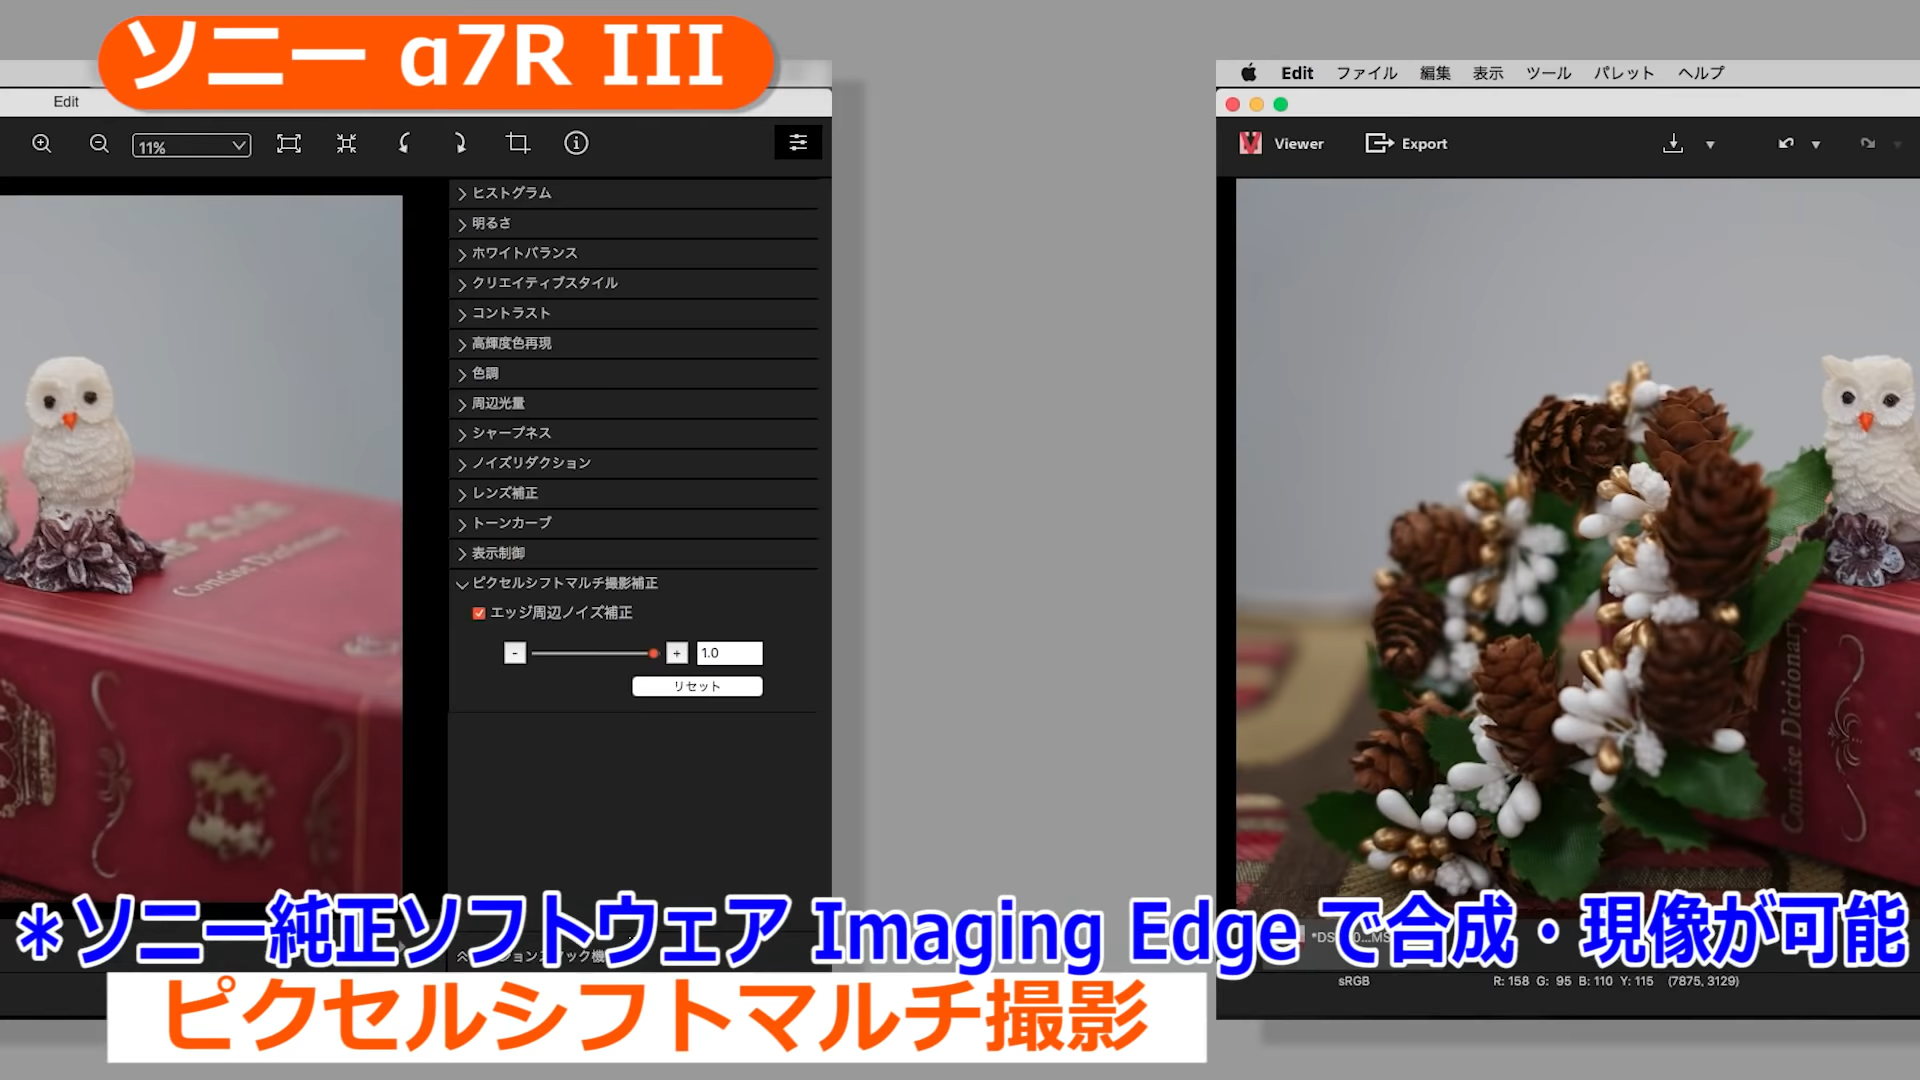 ソニー α7R III
Edit
11%
ヒストグラム
明るさ
ホワイトバランス
クリエイティブスタイル
コントラスト
高輝度色再現
色調
周辺光量
シャープネス
ノイズリダクション
レンズ補正
トーンカーブ
表示制御
ピクセルシフトマルチ撮影補正
エッジ周辺ノイズ補正
- + 1.0
リセット
Edit ファイル 編集 表示 ツール パレット ヘルプ
Viewer Export
Concise Dictionary
Concise Dictionary
＊ソニー純正ソフトウェア Imaging Edge で合成・現像が可能
sRGB R: 158 G: 95 B: 110 Y: 115 (7875, 3129)
ピクセルシフトマルチ撮影